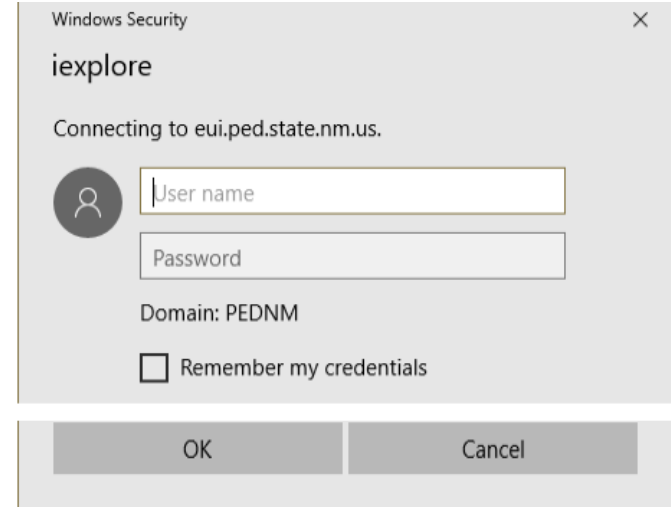 Windows Security
iexplore
Connecting to eui.ped.state.nm.us.
User name
Password
Domain: PEDNM
Remember my credentials
OK Cancel